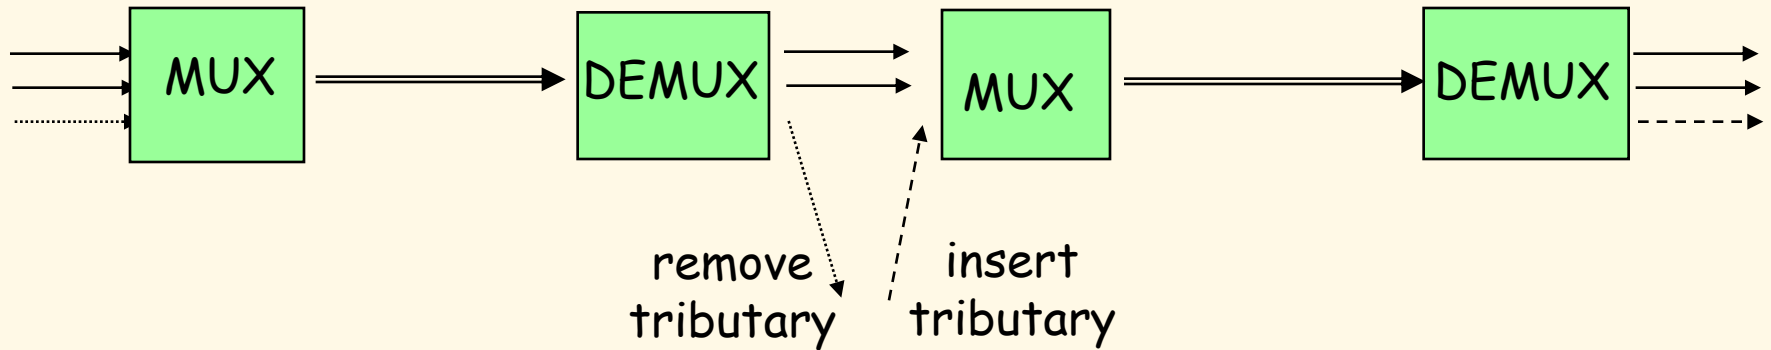 MUX
DEMUX
MUX
DEMUX
remove
tributary
insert
tributary